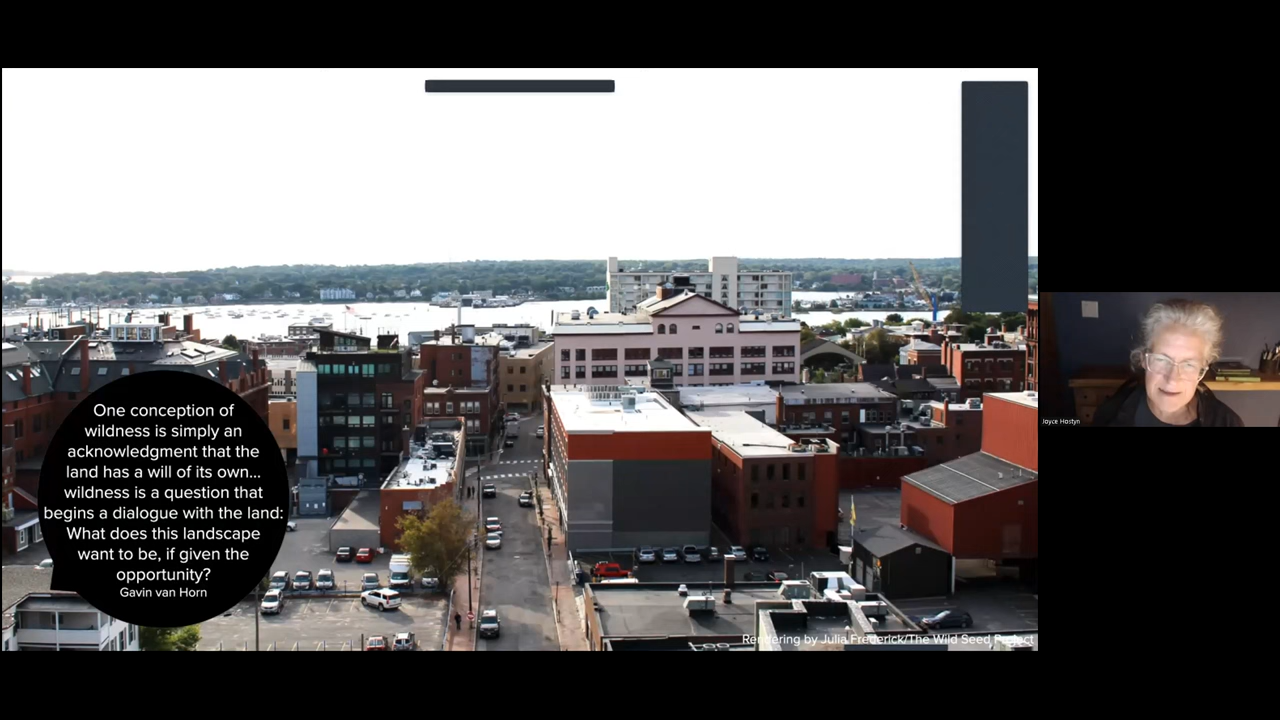 One conception of
wildness is simply an
acknowledgment that the
land has a will of its own...
wildness is a question that
begins a dialogue with the land:
What does this landscape
want to be, if given the
opportunity?
Gavin van Horn
Rendering by Julia Frederick/The Wild Seed Project
Joyce Hostyn